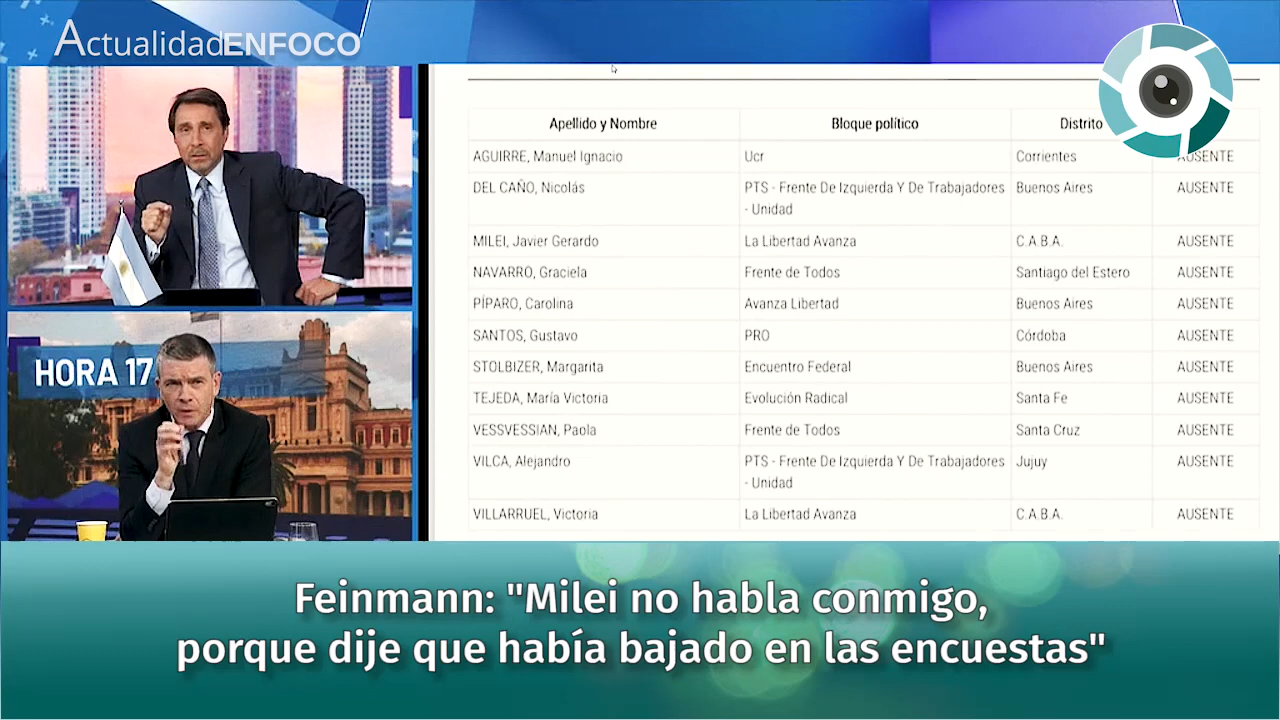 ActualidadENFOCO
HORA 17
Apellido y Nombre Bloque político Distrito
AGUIRRE, Manuel Ignacio Ucr Corrientes AUSENTE
DEL CAÑO, Nicolás PTS - Frente De Izquierda Y De Trabajadores Buenos Aires AUSENTE
- Unidad
MILEI, Javier Gerardo La Libertad Avanza C.A.B.A. AUSENTE
NAVARRO, Graciela Frente de Todos Santiago del Estero AUSENTE
PÍPARO, Carolina Avanza Libertad Buenos Aires AUSENTE
SANTOS, Gustavo PRO Córdoba AUSENTE
STOLBIZER, Margarita Encuentro Federal Buenos Aires AUSENTE
TEJEDA, María Victoria Evolución Radical Santa Fe AUSENTE
VESSVESSIAN, Paola Frente de Todos Santa Cruz AUSENTE
VILCA, Alejandro PTS - Frente De Izquierda Y De Trabajadores Jujuy AUSENTE
- Unidad
VILLARRUEL, Victoria La Libertad Avanza C.A.B.A. AUSENTE
Feinmann: "Milei no habla conmigo,
porque dije que había bajado en las encuestas"